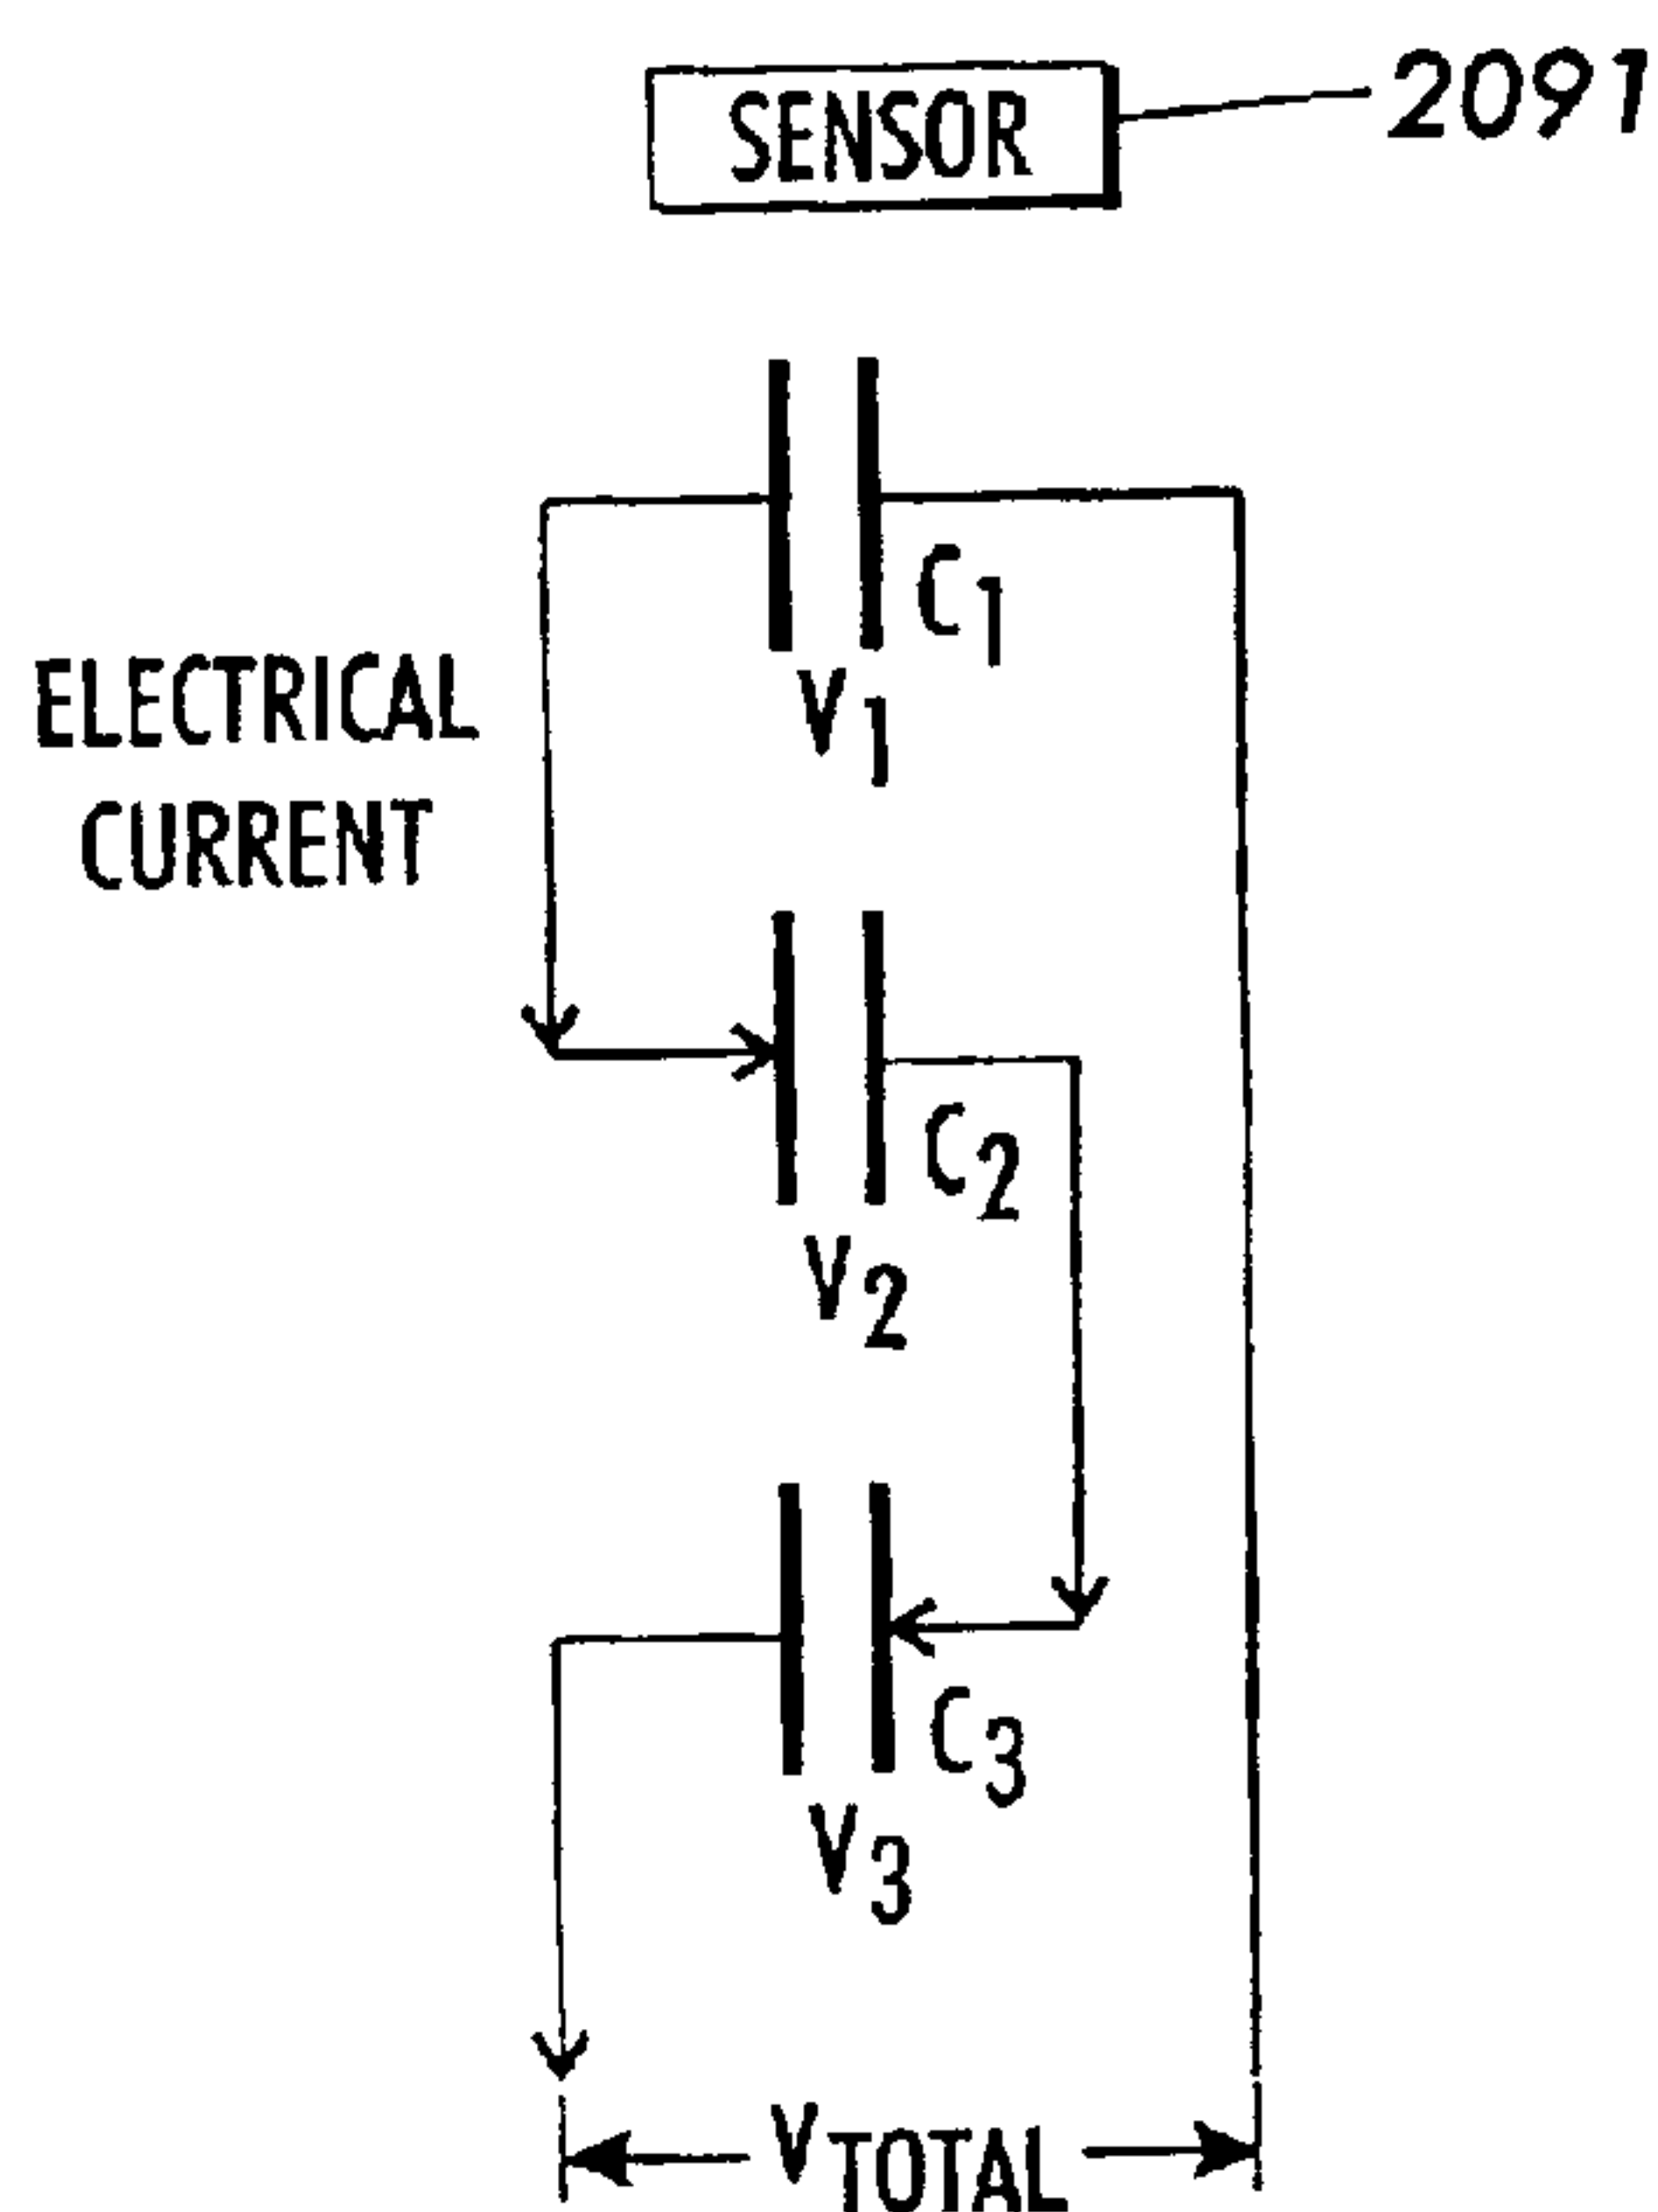 SENSOR
2091
C1
V1
ELECTRICAL
CURRENT
C2
V2
C3
V3
VTOTAL